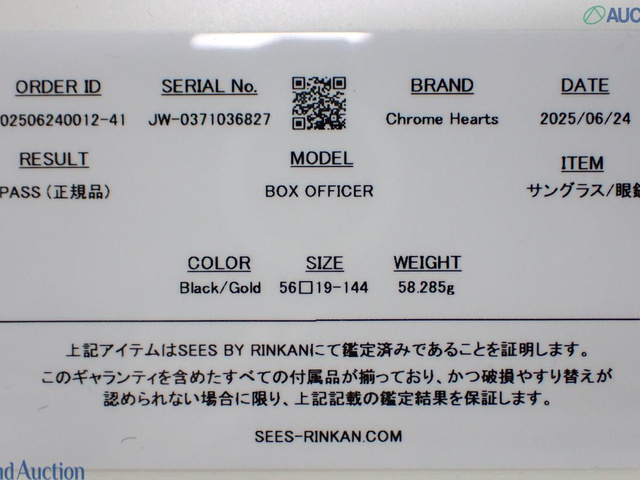 AUC
ORDER ID SERIAL No. BRAND DATE
02506240012-41 JW-0371036827 Chrome Hearts 2025/06/24
RESULT MODEL ITEM
PASS(正規品) BOX OFFICER サングラス/眼鏡
COLOR SIZE WEIGHT
Black/Gold 56□19-144 58.285g
上記アイテムはSEES BY RINKANにて鑑定済みであることを証明します。
このギャランティを含めたすべての付属品が揃っており、かつ破損やすり替えが
認められない場合に限り、上記記載の鑑定結果を保証します。
SEES-RINKAN.COM
nd Auction